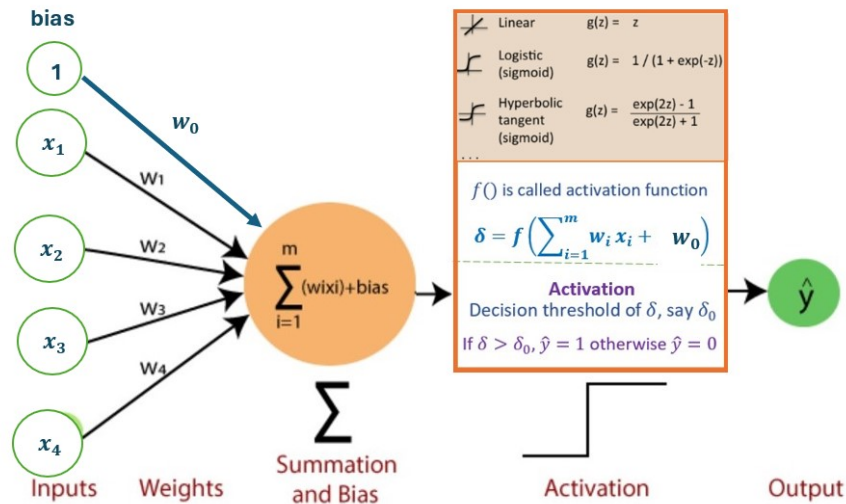 bias
1
x₁
x₂
x₃
x₄
w₀
W1
W2
W3
W4
m
∑(wixi)+bias
i=1
∑
Linear g(z) = z
Logistic g(z) = 1 / (1 + exp(-z))
(sigmoid)
Hyperbolic
tangent g(z) = exp(2z) - 1 / exp(2z) + 1
(sigmoid)
...
f() is called activation function
δ = f(∑ᵢ₌₁ᵐ wᵢ xᵢ + w₀)
Activation
Decision threshold of δ, say δ₀
If δ > δ₀, ŷ = 1 otherwise ŷ = 0
ŷ
Inputs
Weights
Summation
and Bias
Activation
Output